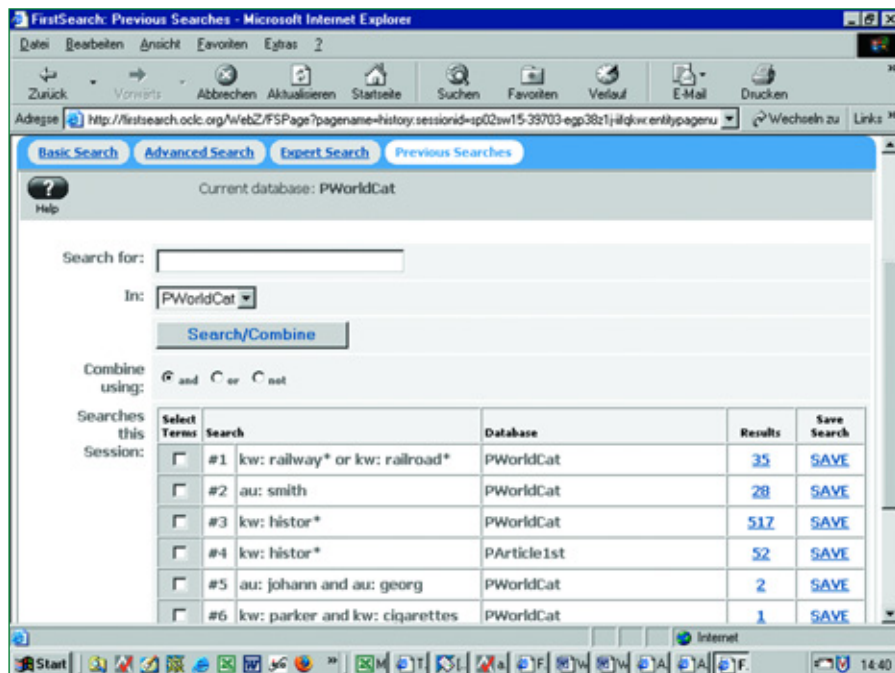 FirstSearch: Previous Searches - Microsoft Internet Explorer
Datei Bearbeiten Ansicht Favoriten Extras ?
Zurück Vorwärts Abbrechen Aktualisieren Startseite Suchen Favoriten Verlauf E-Mail Drucken
Adresse http://firstsearch.oclc.org/WebZ/FSPage?pagename=history:sessionid=sp02sw15-39703- Wechseln zu Links
Basic Search Advanced Search Expert Search Previous Searches
? Current database: PWorldCat
Help
Search for:
In: PWorldCat
Search/Combine
Combine using: and or not
Searches this Session:
Select Terms Search Database Results Save Search
#1 kw: railway* or kw: railroad* PWorldCat 35 SAVE
#2 au: smith PWorldCat 28 SAVE
#3 kw: histor* PWorldCat 517 SAVE
#4 kw: histor* PArticle1st 52 SAVE
#5 au: johann and au: georg PWorldCat 2 SAVE
#6 kw: parker and kw: cigarettes PWorldCat 1 SAVE
Internet
Start 14:40